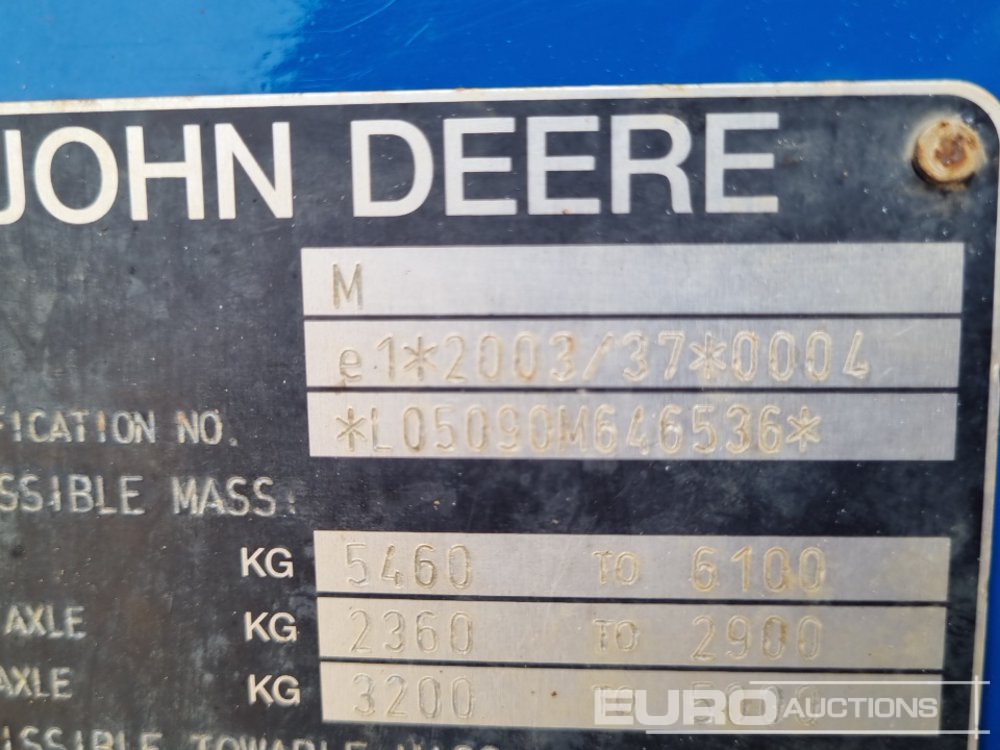 JOHN DEERE
M
e1*2003/37*0004
FICATION NO. *L05090M646536*
SSIBLE MASS:
KG 5460 TO 6100
AXLE KG 2360 TO 2900
AXLE KG 3200
EURO AUCTIONS